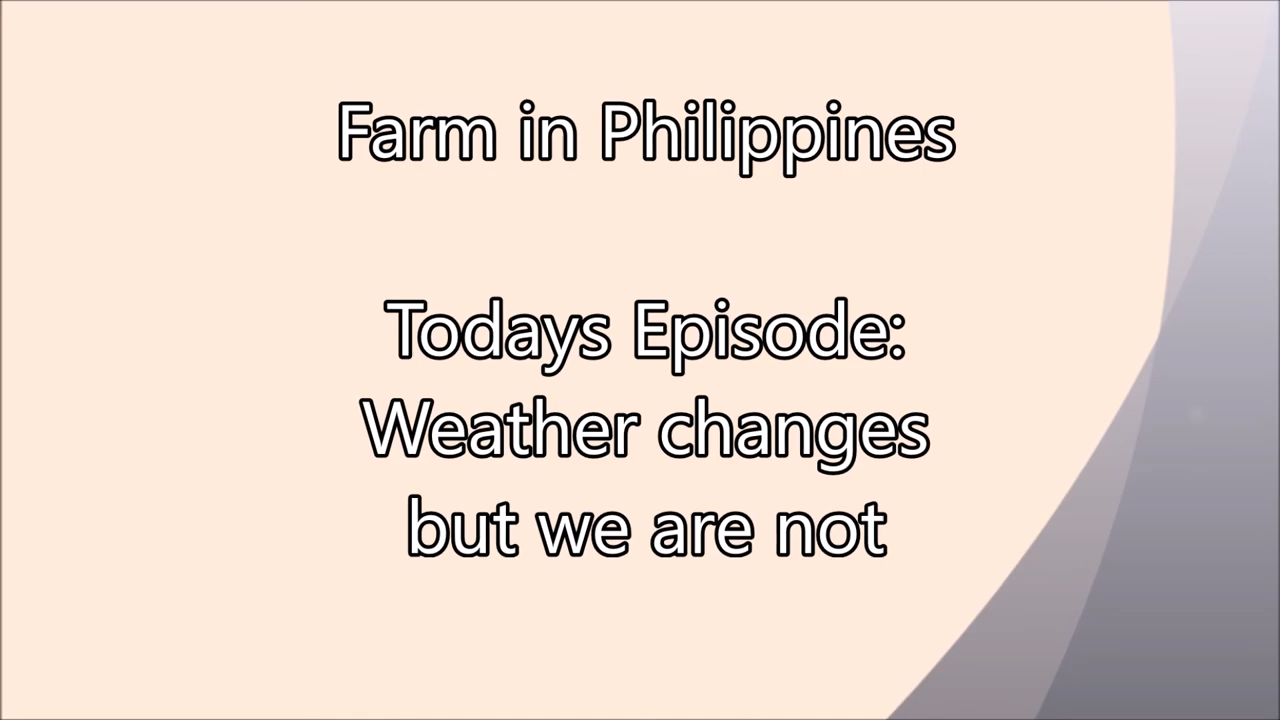 Farm in Philippines
Todays Episode:
Weather changes
but we are not